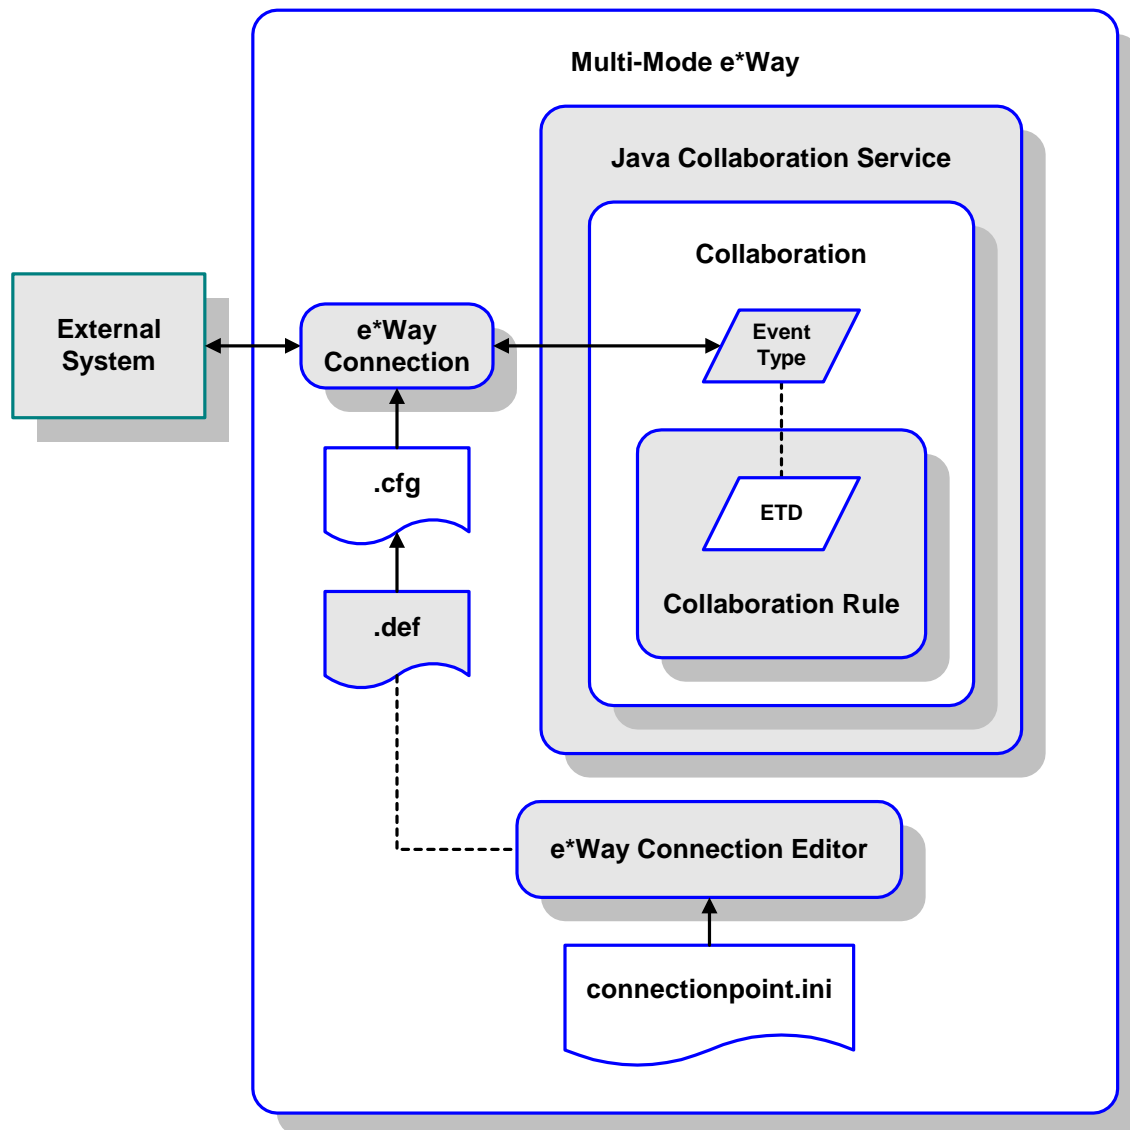 Multi-Mode e*Way
Java Collaboration Service
Collaboration
External
System
e*Way
Connection
Event
Type
.cfg
ETD
Collaboration Rule
.def
e*Way Connection Editor
connectionpoint.ini